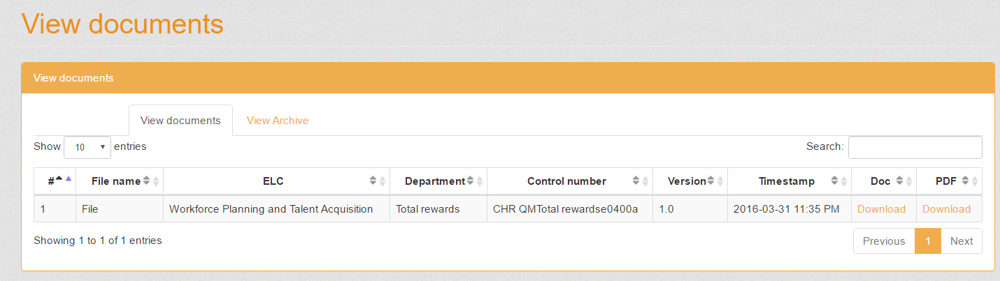 View documents
View documents
View documents View Archive
Show 10 entries Search:
# File name ELC Department Control number Version Timestamp Doc PDF
1 File Workforce Planning and Talent Acquisition Total rewards CHR QMTotal rewardse0400a 1.0 2016-03-31 11:35 PM Download Download
Showing 1 to 1 of 1 entries Previous 1 Next